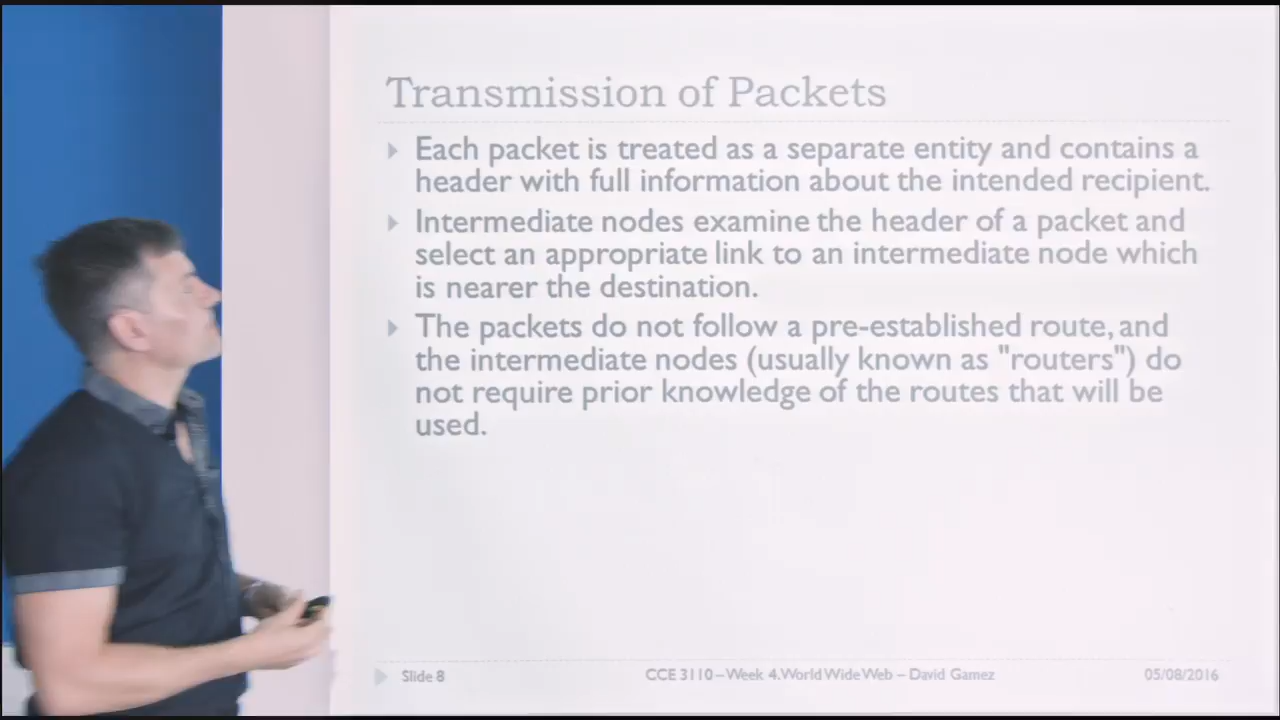 Transmission of Packets
Each packet is treated as a separate entity and contains a
header with full information about the intended recipient.
Intermediate nodes examine the header of a packet and
select an appropriate link to an intermediate node which
is nearer the destination.
The packets do not follow a pre-established route, and
the intermediate nodes (usually known as "routers") do
not require prior knowledge of the routes that will be
used.
Slide 8
CCE 3110 – Week 4. World Wide Web – David Gamez
05/08/2016